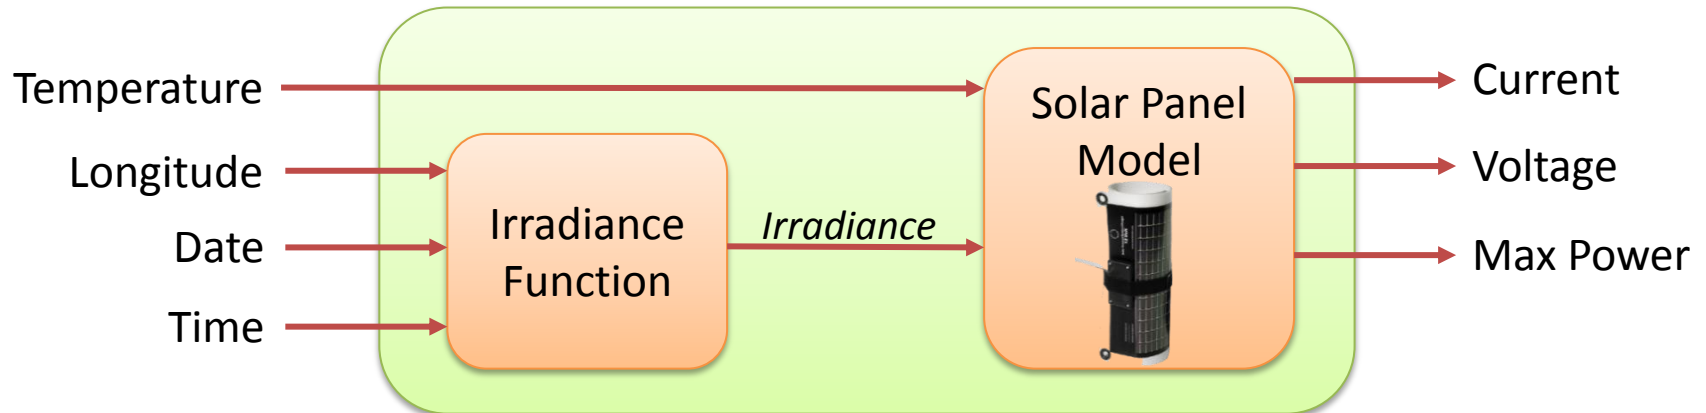 Temperature
Longitude
Date
Time
Irradiance
Function
Irradiance
Solar Panel
Model
Current
Voltage
Max Power